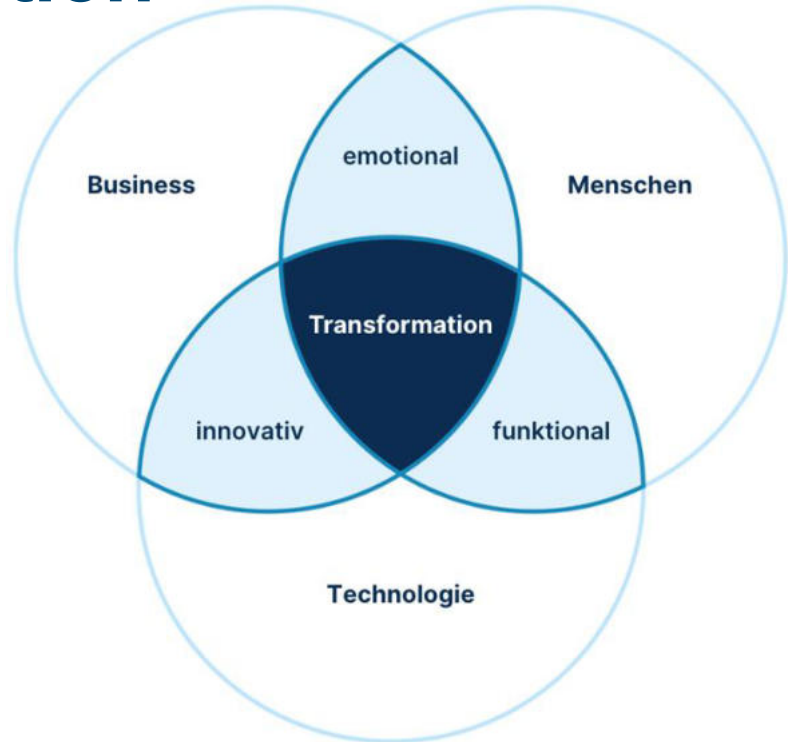 emotional
Business
Menschen
Transformation
innovativ
funktional
Technologie